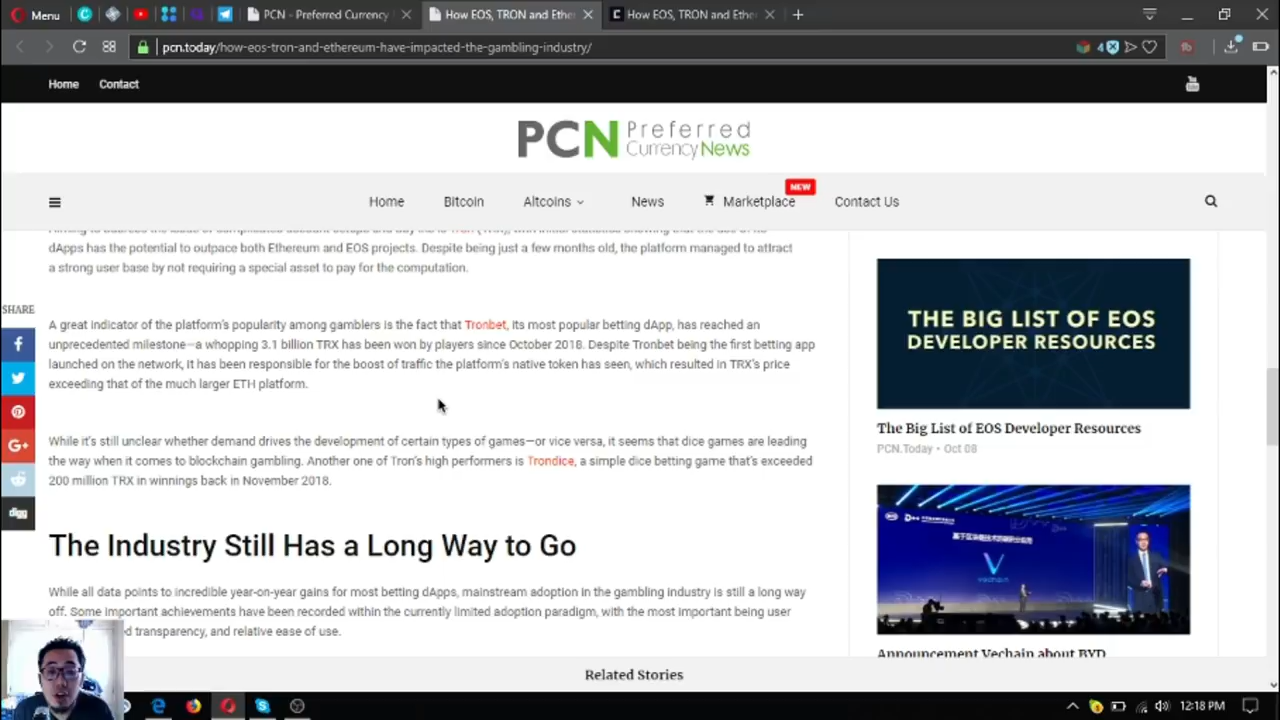 Menu
PCN - Preferred Currency
How EOS, TRON and Ethe
How EOS, TRON and Ethe
pcn.today/how-eos-tron-and-ethereum-have-impacted-the-gambling-industry/
4
Home
Contact
PCN Preferred
CurrencyNews
NEW
Home
Bitcoin
Altcoins
News
Marketplace
Contact Us
dApps has the potential to outpace both Ethereum and EOS projects. Despite being just a few months old, the platform managed to attract
a strong user base by not requiring a special asset to pay for the computation.
SHARE
A great indicator of the platform's popularity among gamblers is the fact that Tronbet, its most popular betting dApp, has reached an
unprecedented milestone—a whopping 3.1 billion TRX has been won by players since October 2018. Despite Tronbet being the first betting app
launched on the network, it has been responsible for the boost of traffic the platform's native token has seen, which resulted in TRX's price
exceeding that of the much larger ETH platform.
While it's still unclear whether demand drives the development of certain types of games—or vice versa, it seems that dice games are leading
the way when it comes to blockchain gambling. Another one of Tron's high performers is Trondice, a simple dice betting game that's exceeded
200 million TRX in winnings back in November 2018.
The Industry Still Has a Long Way to Go
While all data points to incredible year-on-year gains for most betting dApps, mainstream adoption in the gambling industry is still a long way
off. Some important achievements have been recorded within the currently limited adoption paradigm, with the most important being user
transparency, and relative ease of use.
THE BIG LIST OF EOS
DEVELOPER RESOURCES
The Big List of EOS Developer Resources
PCN.Today • Oct 08
Announcement Vechain about BYD
Related Stories
digg
12:18 PM